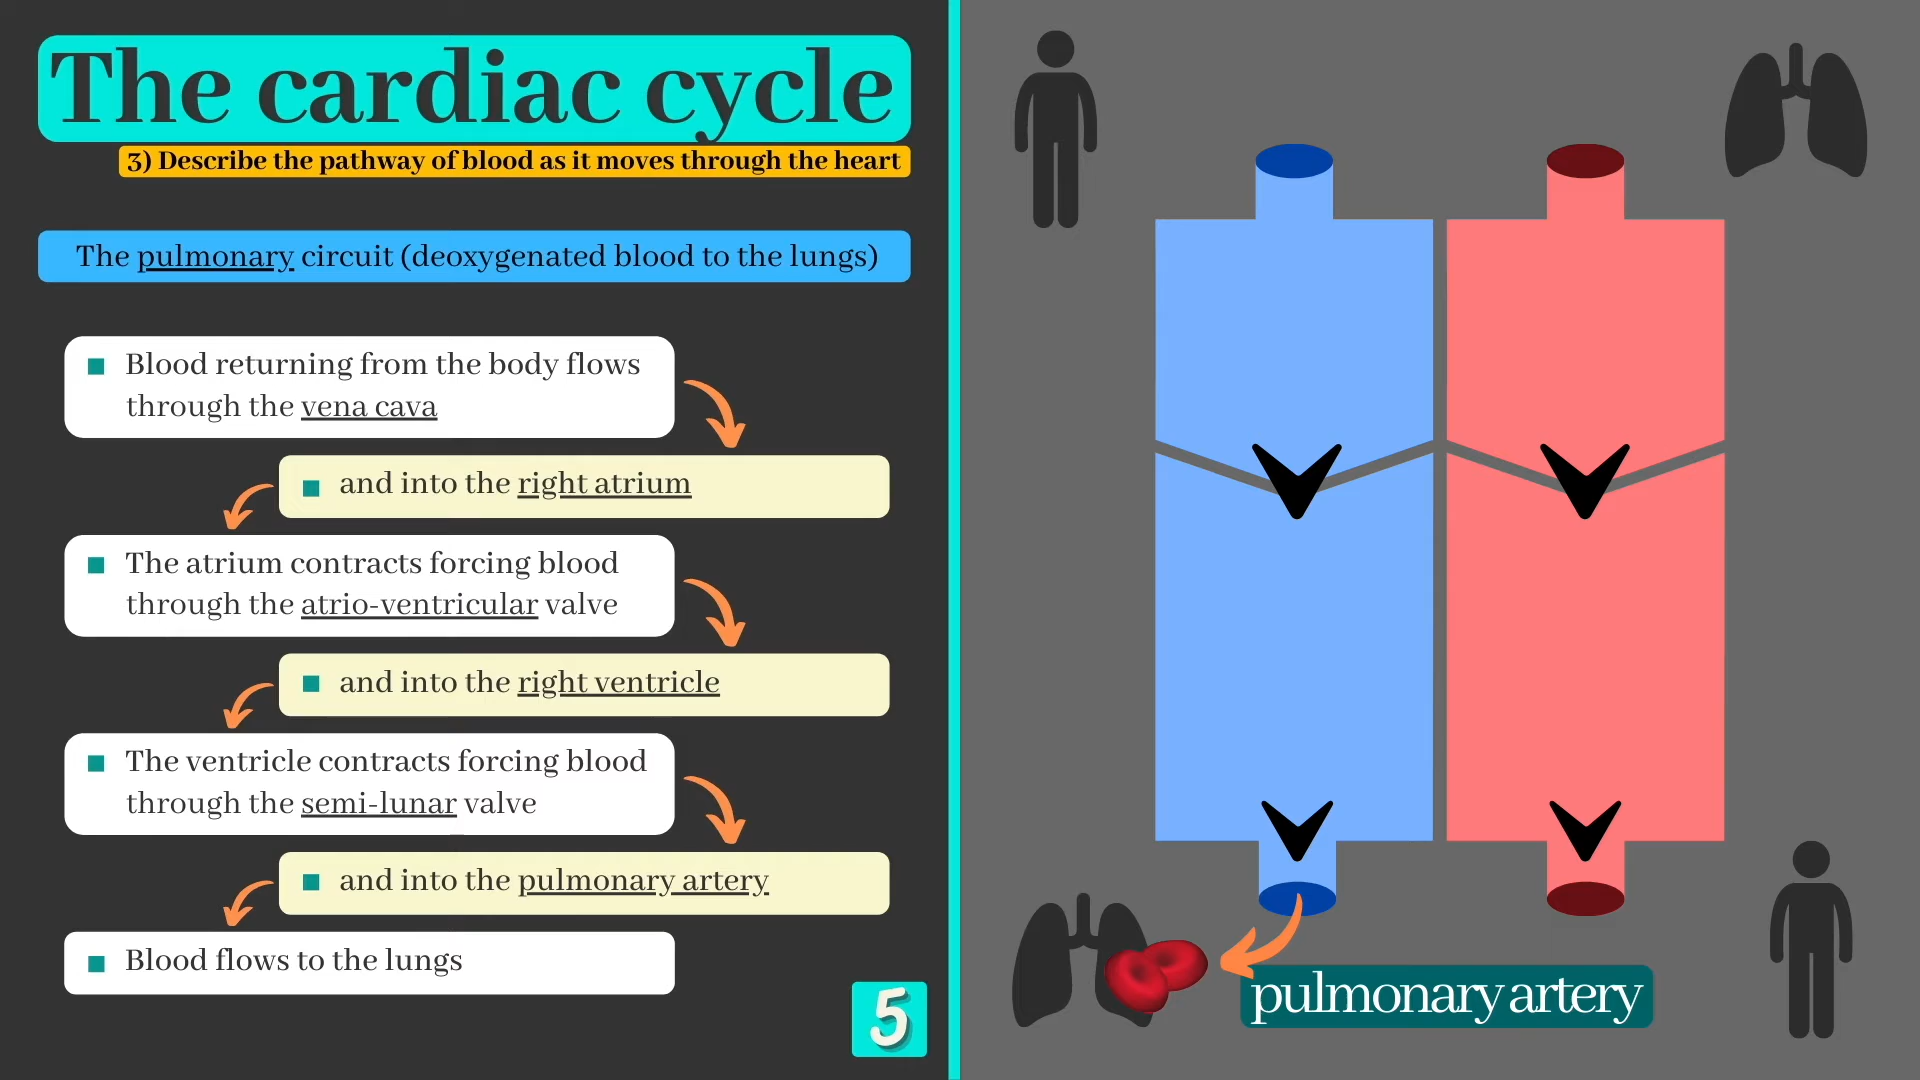 The cardiac cycle
3) Describe the pathway of blood as it moves through the heart
The pulmonary circuit (deoxygenated blood to the lungs)
Blood returning from the body flows
through the vena cava
and into the right atrium
The atrium contracts forcing blood
through the atrio-ventricular valve
and into the right ventricle
The ventricle contracts forcing blood
through the semi-lunar valve
and into the pulmonary artery
Blood flows to the lungs
5
pulmonary artery